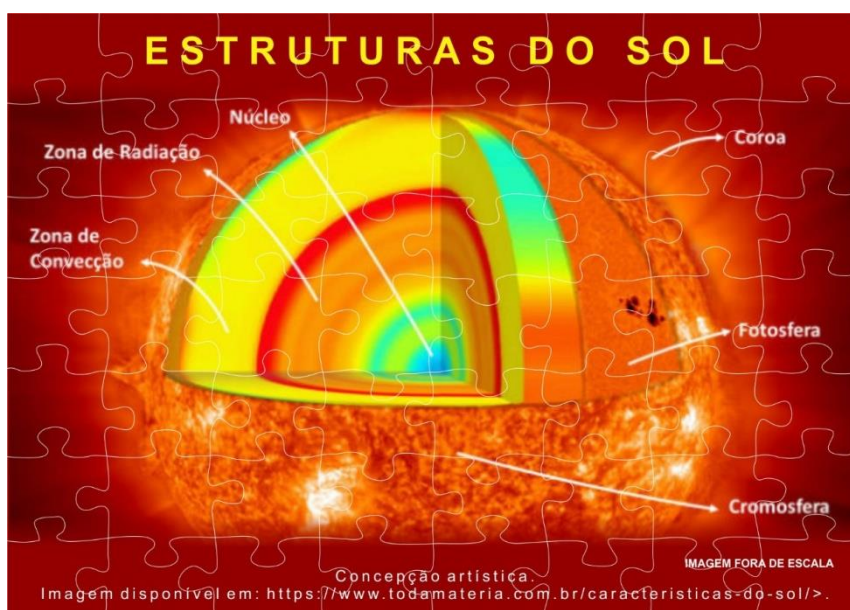 ESTRUTURAS DO SOL
Núcleo
Coroa
Zona de Radiação
Zona de
Convecção
Fotosfera
Cromosfera
IMAGEM FORA DE ESCALA
Concepção artística.
Imagem disponível em: https://www.todamateria.com.br/caracteristicas-do-sol/>.